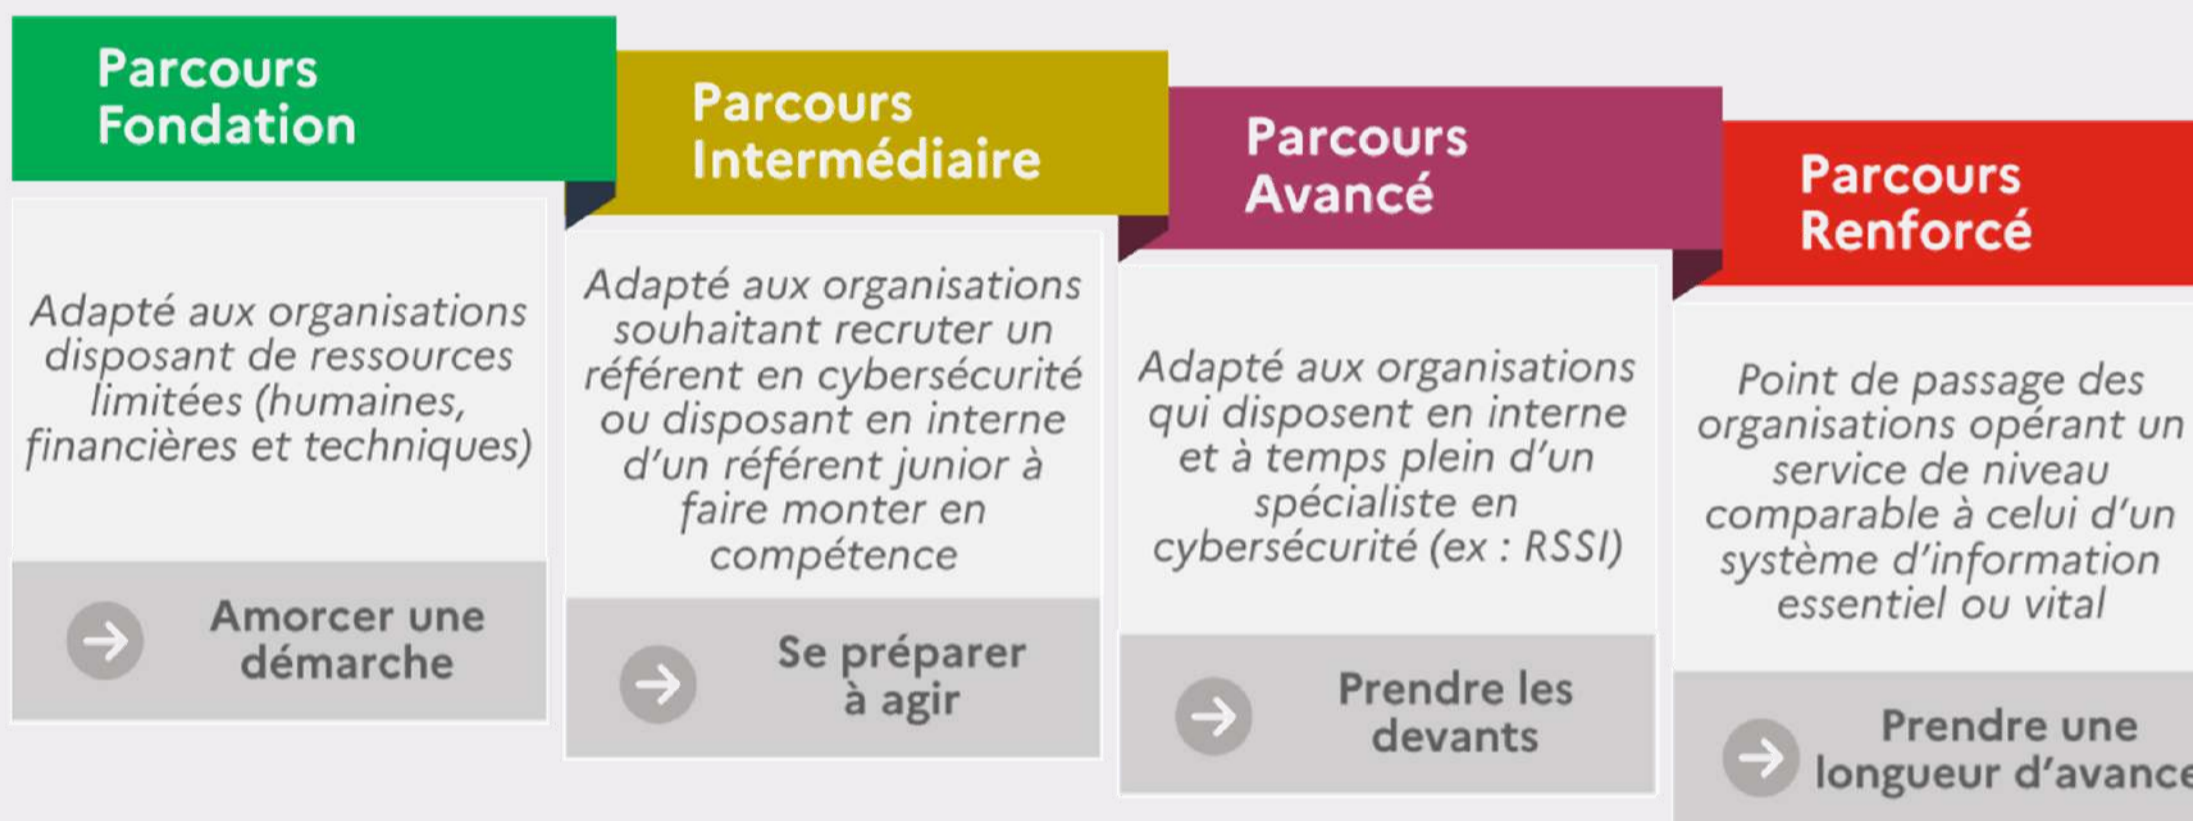 Parcours
Fondation
Adapté aux organisations
disposant de ressources
limitées (humaines,
financières et techniques)
Amorcer une
démarche
Parcours
Intermédiaire
Adapté aux organisations
souhaitant recruter un
référent en cybersécurité
ou disposant en interne
d'un référent junior à
faire monter en
compétence
Se préparer
à agir
Parcours
Avancé
Adapté aux organisations
qui disposent en interne
et à temps plein d'un
spécialiste en
cybersécurité (ex : RSSI)
Prendre les
devants
Parcours
Renforcé
Point de passage des
organisations opérant un
service de niveau
comparable à celui d'un
système d'information
essentiel ou vital
Prendre une
longueur d'avance